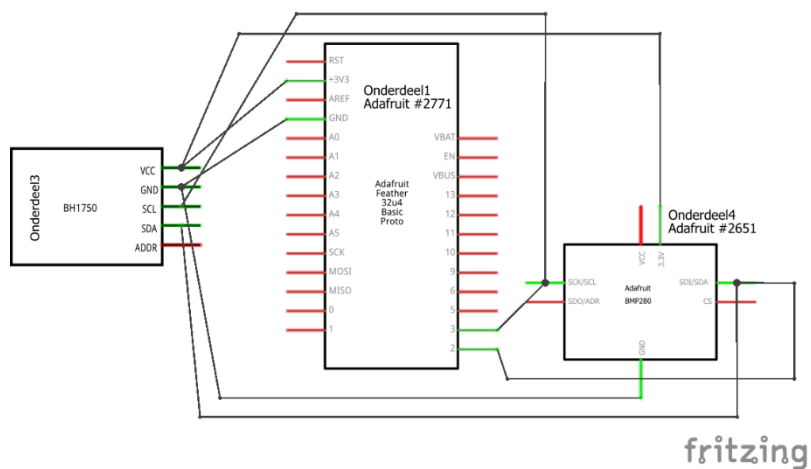 Onderdeel3
BH1750
VCC
GND
SCL
SDA
ADDR
Onderdeel1
Adafruit #2771
RST
+3V3
AREF
GND
A0
A1
A2
A3
A4
A5
SCK
MOSI
MISO
0
1
Adafruit
Feather
32u4
Basic
Proto
VBAT
EN
VBUS
13
12
11
10
9
6
5
3
2
Onderdeel4
Adafruit #2651
VCC
3.3V
SCK/SCL
SDO/ADR
Adafruit
BMP280
SDI/SDA
CS
GND
fritzing